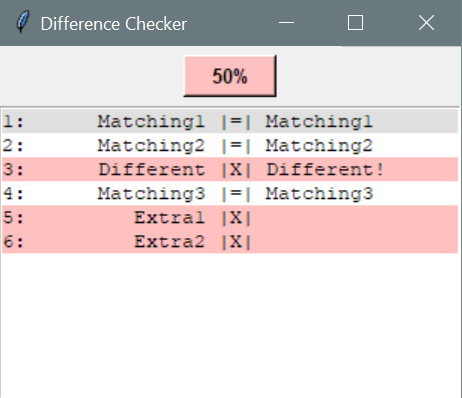 Difference Checker
50%
1:      Matching1 |=| Matching1
2:      Matching2 |=| Matching2
3:      Different |X| Different!
4:      Matching3 |=| Matching3
5:         Extra1 |X|
6:         Extra2 |X|